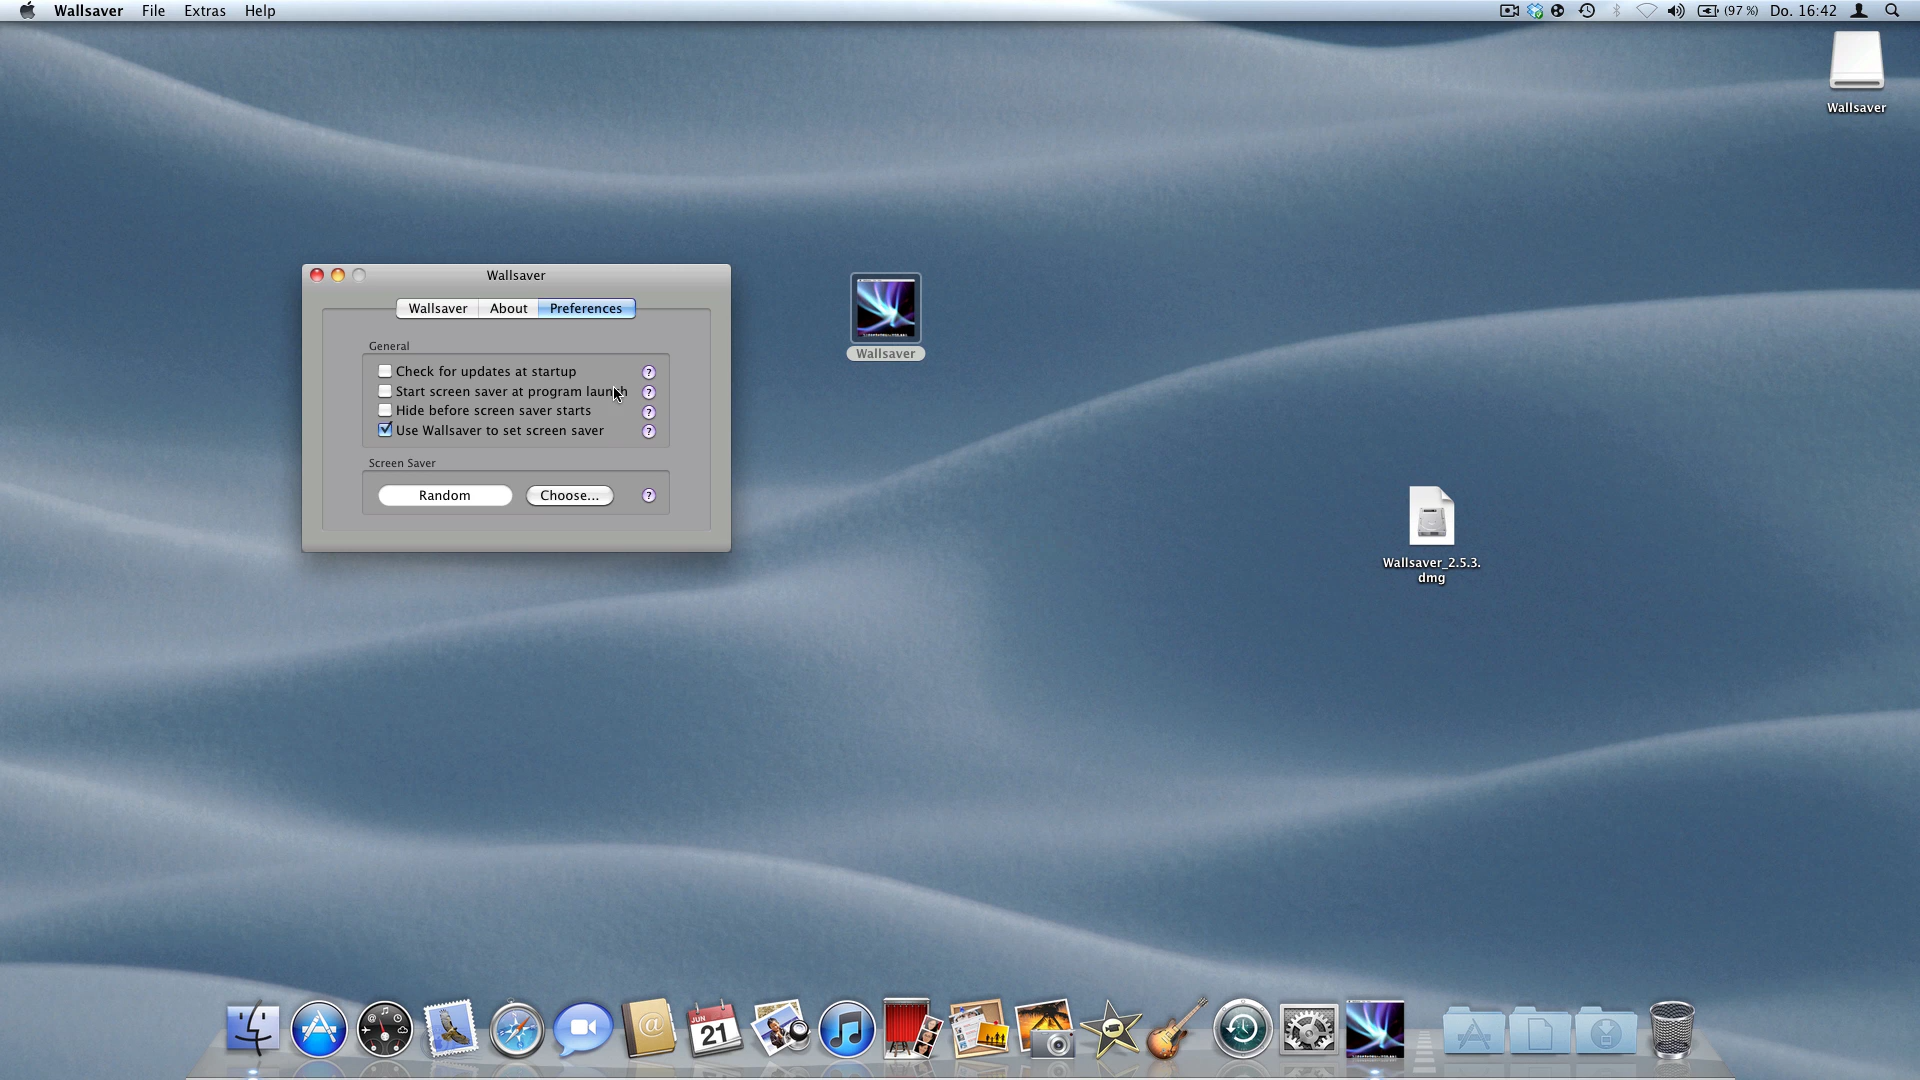 Wallsaver File Extras Help (97 %) Do. 16:42
Wallsaver
Wallsaver
Wallsaver About Preferences
General
Check for updates at startup ?
Start screen saver at program launch ?
Hide before screen saver starts ?
Use Wallsaver to set screen saver ?
Screen Saver
Random Choose... ?
Wallsaver
Wallsaver_2.5.3.
dmg
JUN
21